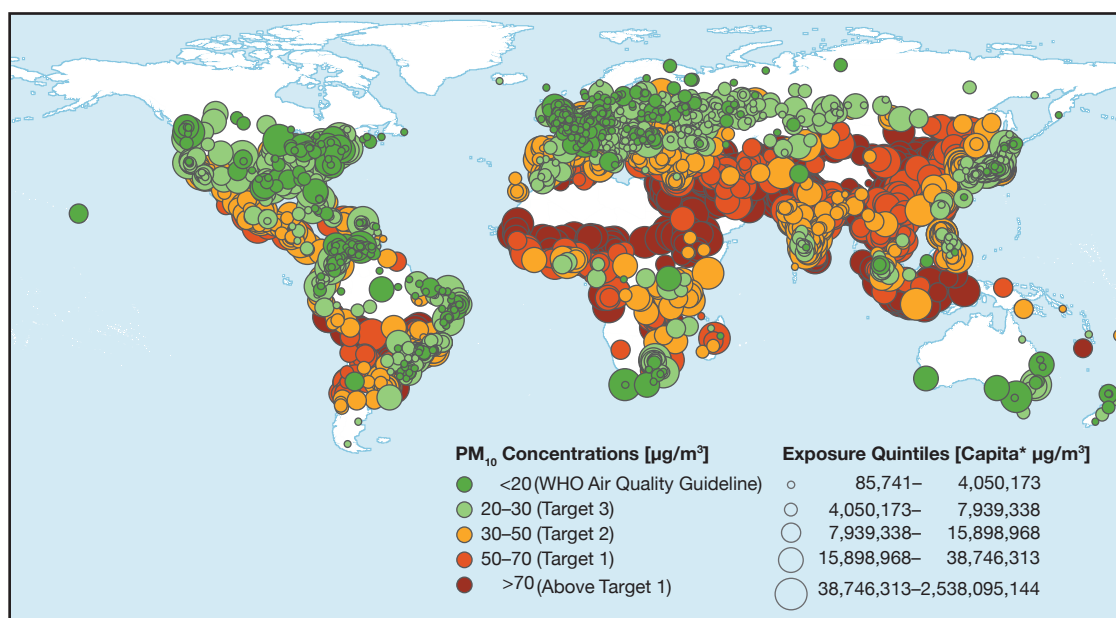 PM10 Concentrations [µg/m³]
<20 (WHO Air Quality Guideline)
20–30 (Target 3)
30–50 (Target 2)
50–70 (Target 1)
>70 (Above Target 1)
Exposure Quintiles [Capita* µg/m³]
85,741– 4,050,173
4,050,173– 7,939,338
7,939,338– 15,898,968
15,898,968– 38,746,313
38,746,313–2,538,095,144